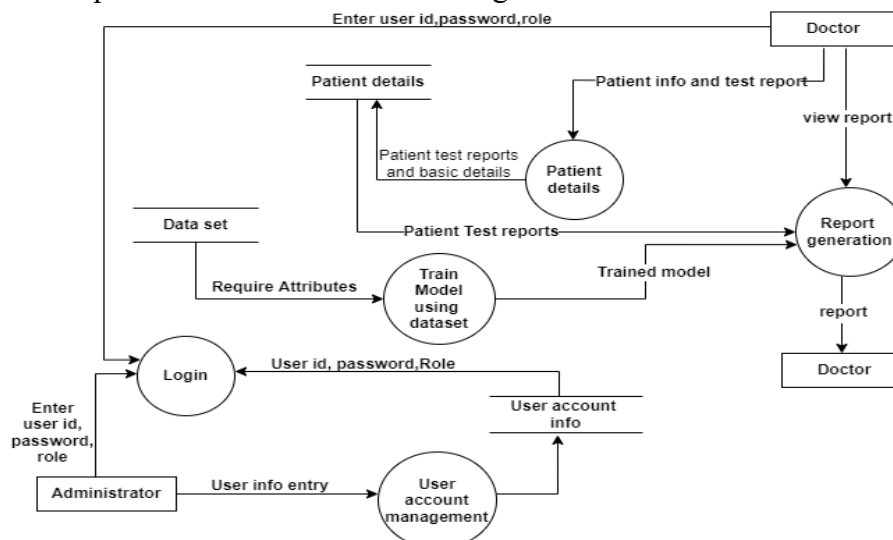 Enter user id,password,role
Doctor
Patient details
Patient info and test report
view report
Patient test reports
and basic details
Patient
details
Data set
Patient Test reports
Report
generation
Require Attributes
Train
Model
using
dataset
Trained model
report
Login
User id, password,Role
Doctor
Enter
user id,
password,
role
User account
info
Administrator
User info entry
User
account
management